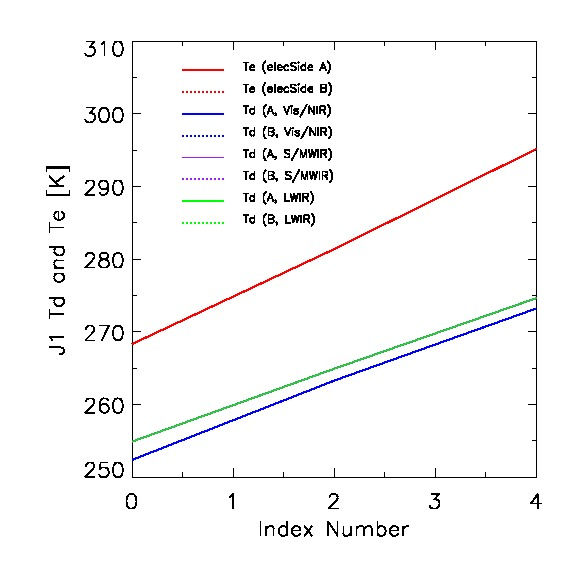 310
300
290
280
270
260
250
J1 Td and Te [K]
Te (elecSide A)
Te (elecSide B)
Td (A, Vis/NIR)
Td (B, Vis/NIR)
Td (A, S/MWIR)
Td (B, S/MWIR)
Td (A, LWIR)
Td (B, LWIR)
0 1 2 3 4
Index Number